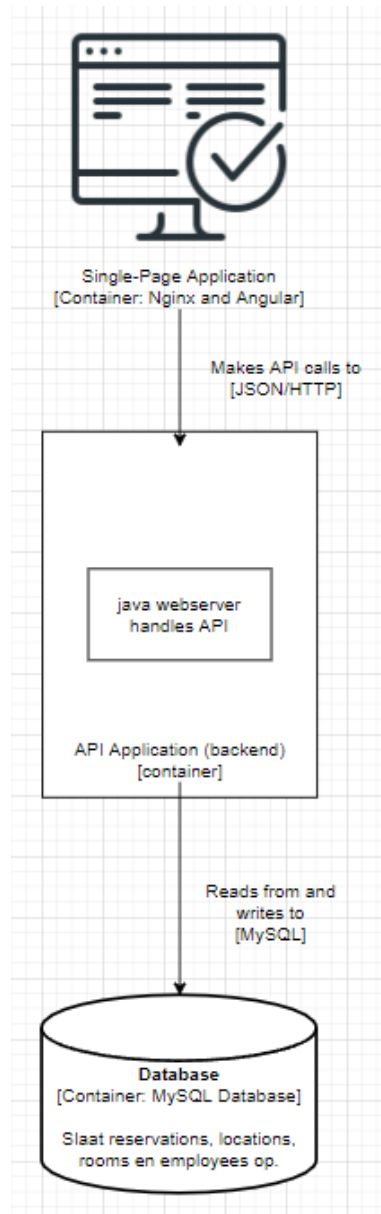 Single-Page Application
[Container: Nginx and Angular]
Makes API calls to
[JSON/HTTP]
java webserver
handles API
API Application (backend)
[container]
Reads from and
writes to
[MySQL]
Database
[Container: MySQL Database]
Slaat reservations, locations,
rooms en employees op.